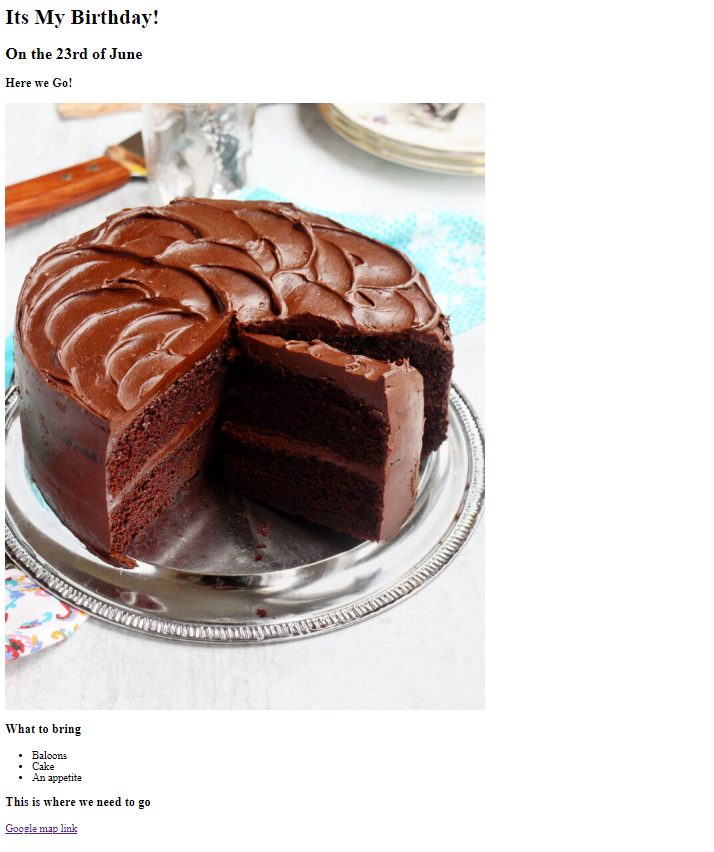 Its My Birthday!
On the 23rd of June
Here we Go!
What to bring
Baloons
Cake
An appetite
This is where we need to go
Google map link